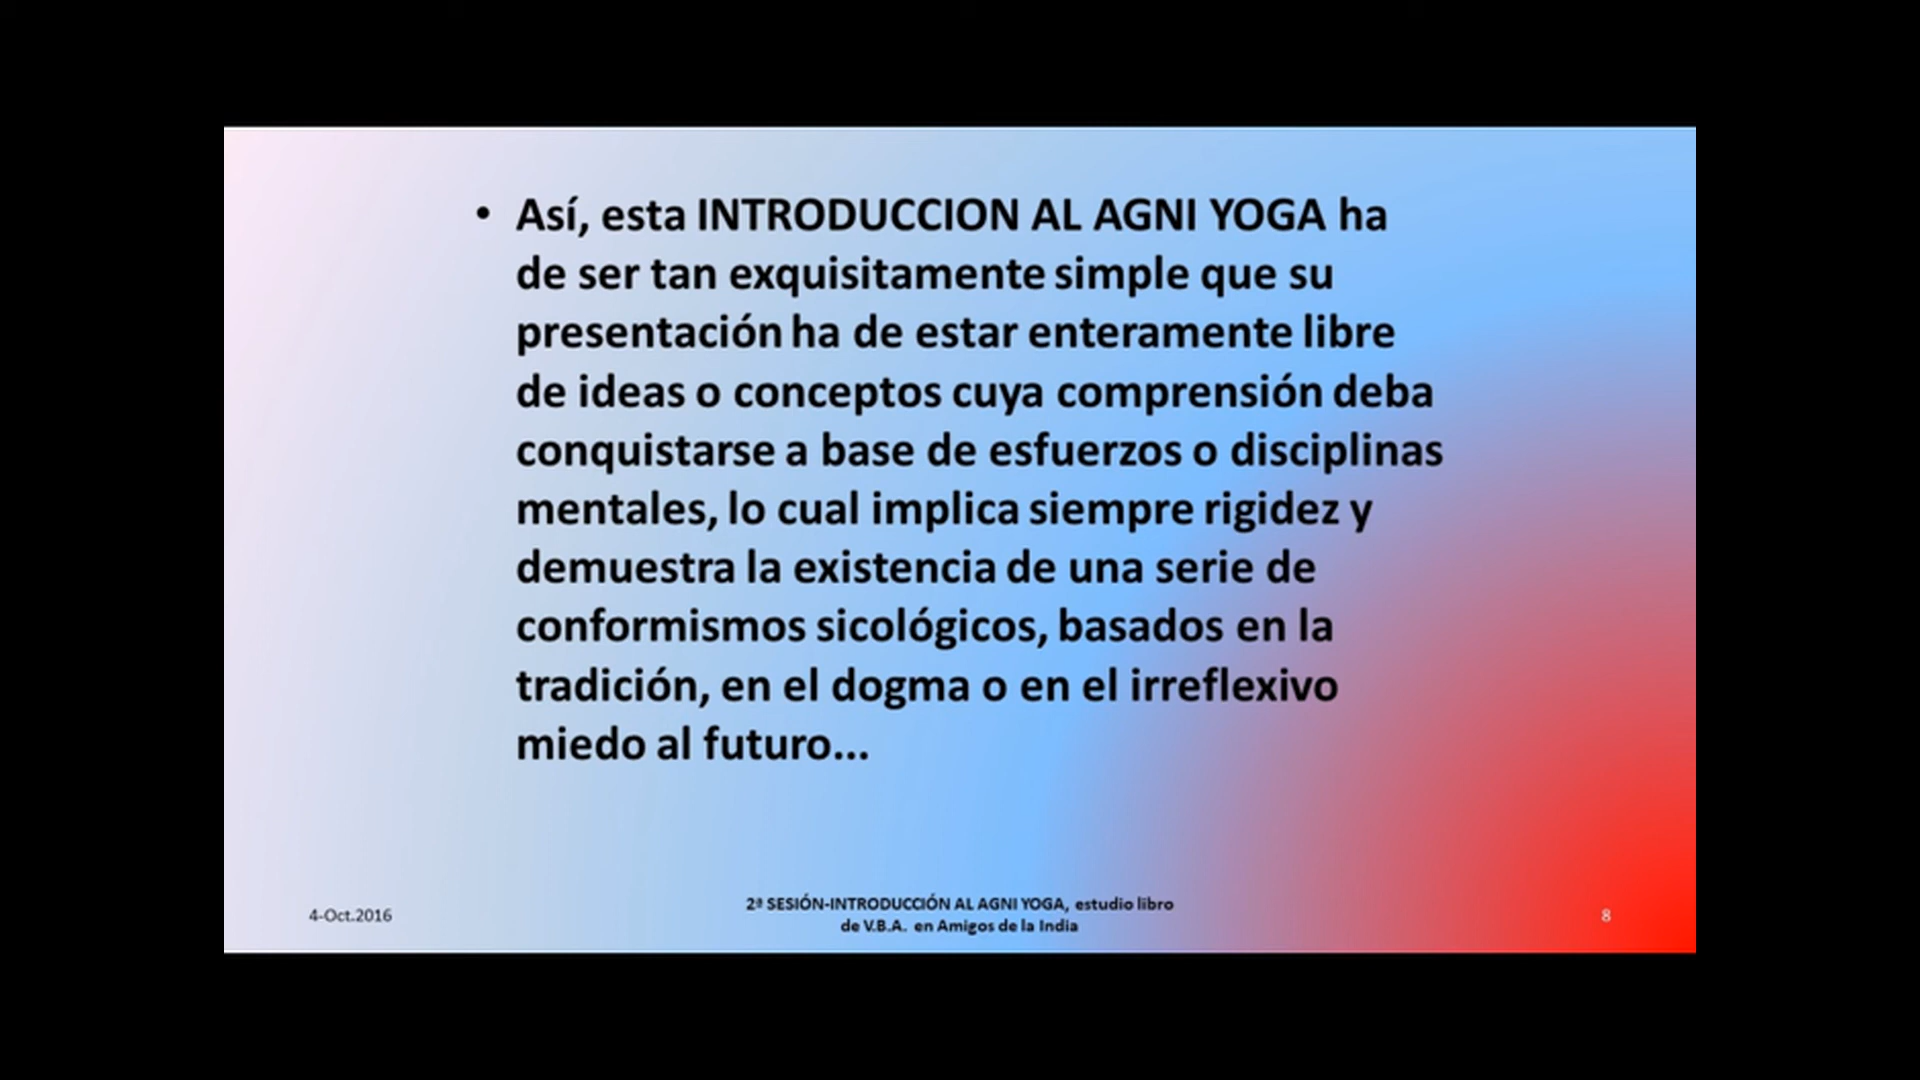 • Así, esta INTRODUCCION AL AGNI YOGA ha
de ser tan exquisitamente simple que su
presentación ha de estar enteramente libre
de ideas o conceptos cuya comprensión deba
conquistarse a base de esfuerzos o disciplinas
mentales, lo cual implica siempre rigidez y
demuestra la existencia de una serie de
conformismos sicológicos, basados en la
tradición, en el dogma o en el irreflexivo
miedo al futuro...
4-Oct.2016
2ª SESIÓN-INTRODUCCIÓN AL AGNI YOGA, estudio libro
de V.B.A. en Amigos de la India
8